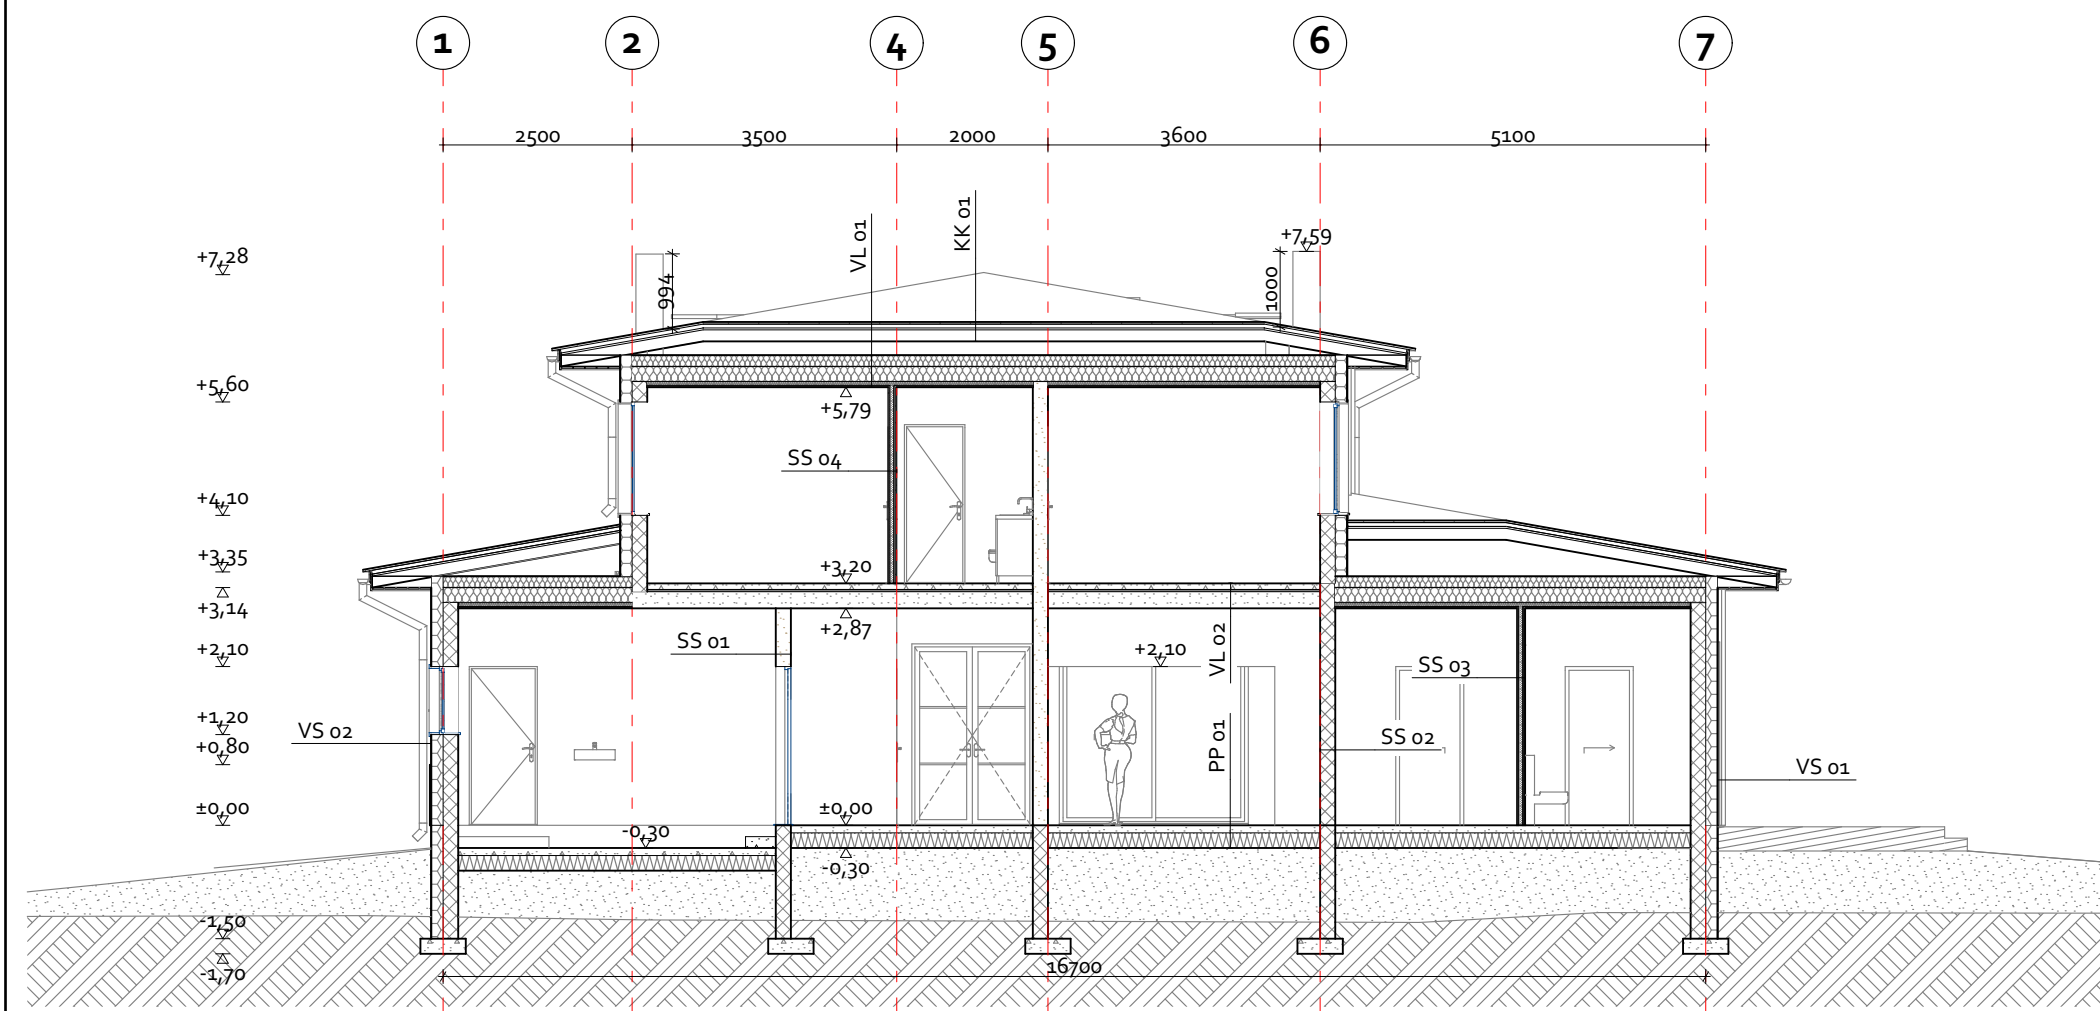 1 2 4 5 6 7
2500 3500 2000 3600 5100
VL 01
KK 01
+7,59
+7,28
994
1000
+5,60
+5,79
SS 04
+4,10
+3,35
+3,20
+3,14
+2,87
SS 01
+2,10
+2,10
VL 02
SS 03
+1,20
VS 02
+0,80
PP 01
SS 02
VS 01
±0,00
±0,00
-0,30
-0,30
-1,50
-1,70
16700